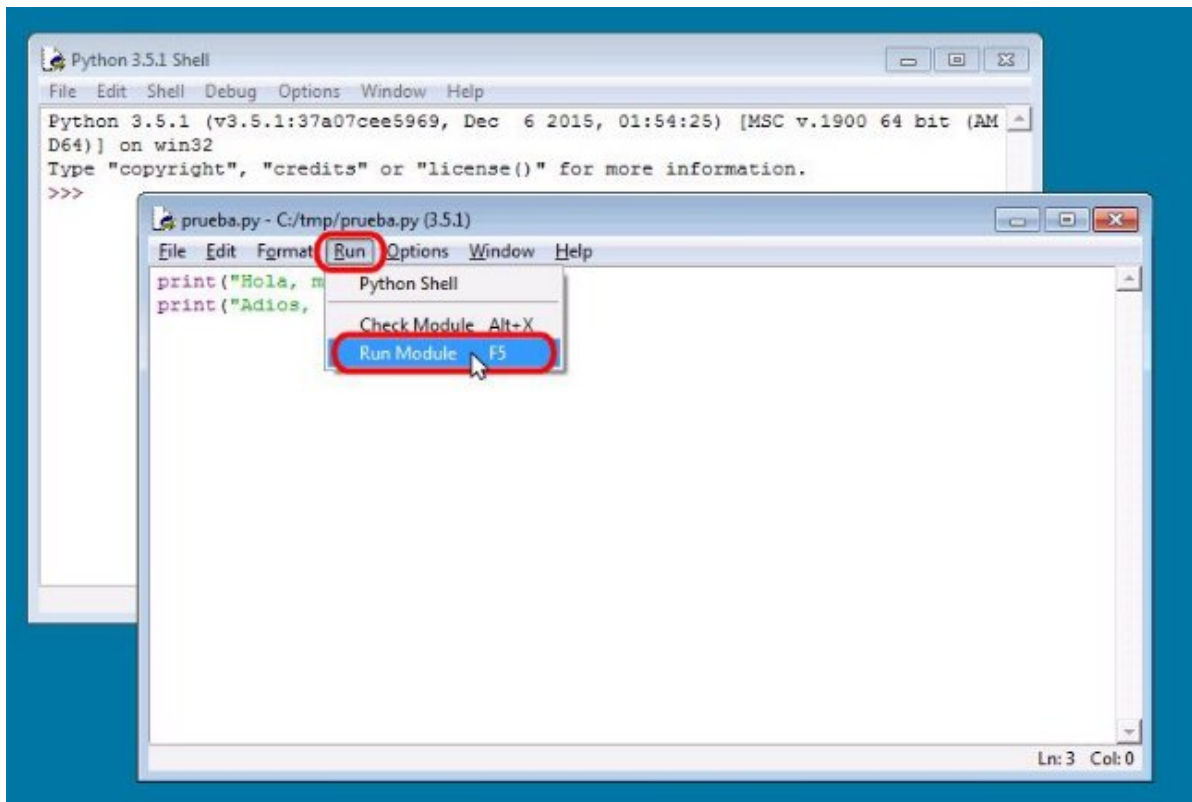 Python 3.5.1 Shell
File Edit Shell Debug Options Window Help
Python 3.5.1 (v3.5.1:37a07cee5969, Dec 6 2015, 01:54:25) [MSC v.1900 64 bit (AM
D64)] on win32
Type "copyright", "credits" or "license()" for more information.
>>>
prueba.py - C:/tmp/prueba.py (3.5.1)
File Edit Format Run Options Window Help
print("Hola, m
print("Adios,
Python Shell
Check Module Alt+X
Run Module F5
Ln: 3 Col: 0